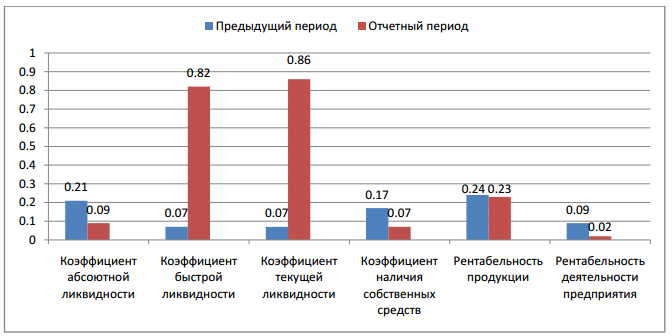 Предыдущий период Отчетный период
1
0.9
0.8
0.7
0.6
0.5
0.4
0.3
0.2
0.1
0
0.21
0.09
0.07
0.82
0.07
0.86
0.17
0.07
0.24
0.23
0.09
0.02
Коэффициент
абсоютной
ликвидности
Коэффициент
быстрой
ликвидности
Коэффициент
текущей
ликвидности
Коэффициент
наличия
собственных
средств
Рентабельность
продукции
Рентабельность
деятельности
предприятия